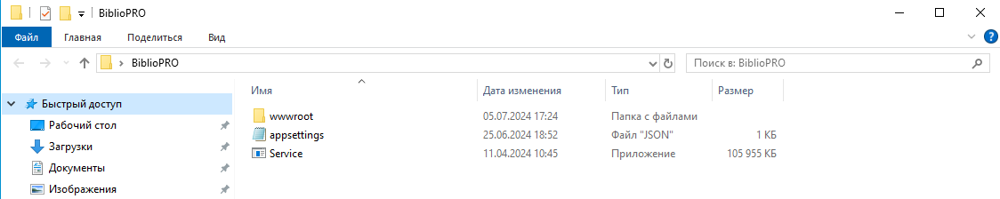 BiblioPRO
Файл Главная Поделиться Вид
BiblioPRO Поиск в: BiblioPRO
Имя Дата изменения Тип Размер
Быстрый доступ
wwwroot 05.07.2024 17:24 Папка с файлами
Рабочий стол
appsettings 25.06.2024 18:52 Файл "JSON" 1 КБ
Загрузки
Service 11.04.2024 10:45 Приложение 105 955 КБ
Документы
Изображения